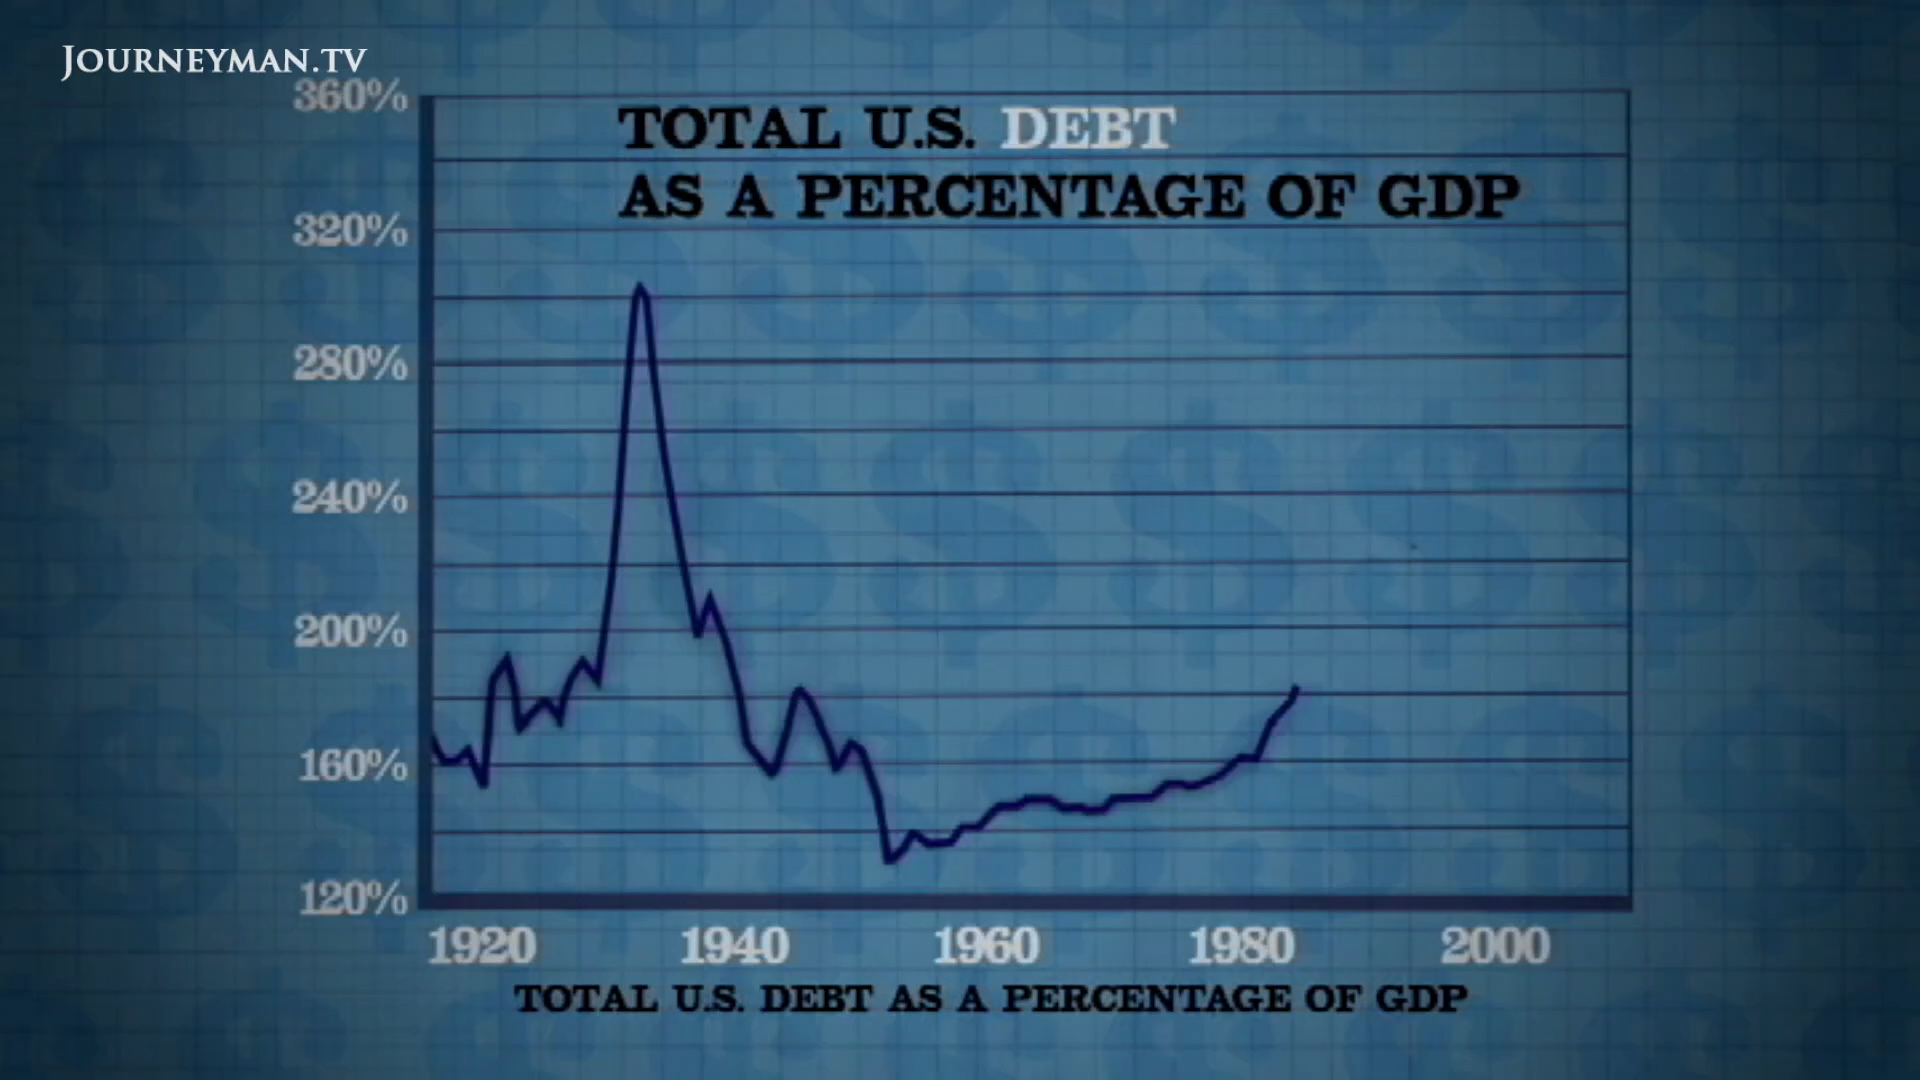 JOURNEYMAN.TV
TOTAL U.S. DEBT
AS A PERCENTAGE OF GDP
360%
320%
280%
240%
200%
160%
120%
1920 1940 1960 1980 2000
TOTAL U.S. DEBT AS A PERCENTAGE OF GDP